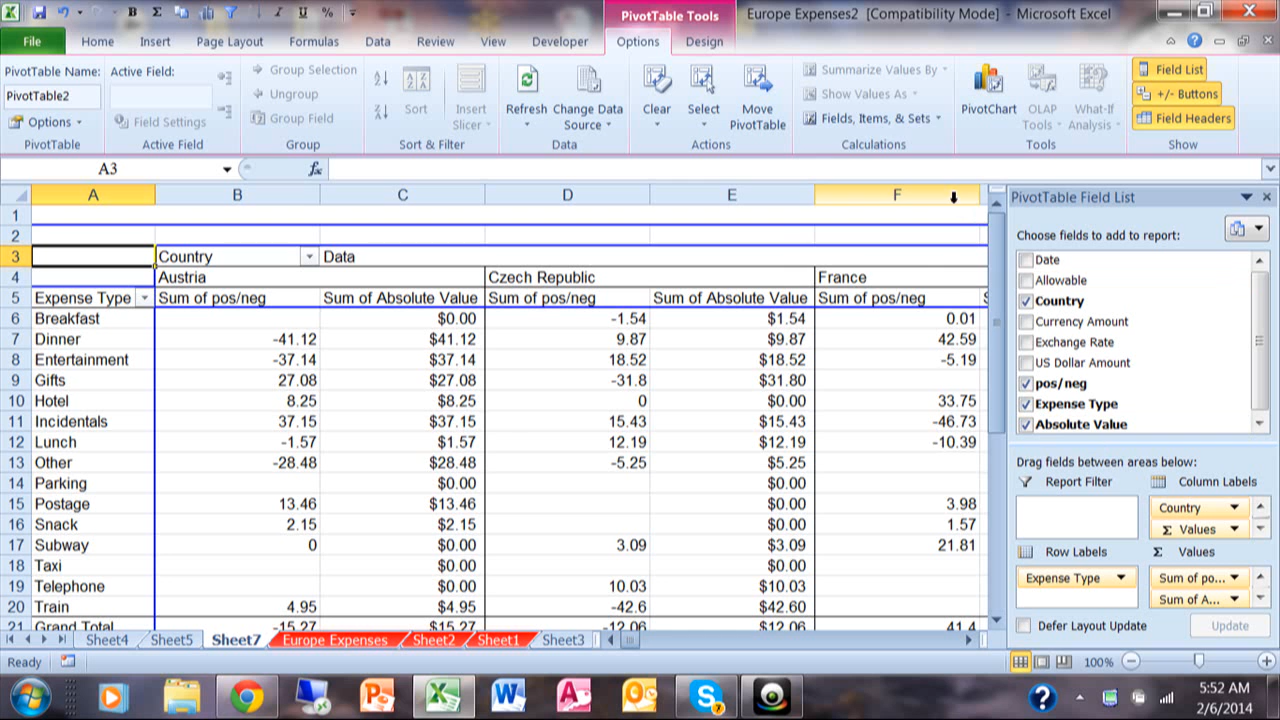 PivotTable Tools
Europe Expenses2 [Compatibility Mode] - Microsoft Excel
File Home Insert Page Layout Formulas Data Review View Developer Options Design
PivotTable Name: Active Field:
PivotTable2
Options Field Settings
Group Selection
Ungroup
Group Field
Sort Insert Slicer
Refresh Change Data Source
Clear Select Move PivotTable
Summarize Values By
Show Values As
Fields, Items, & Sets
PivotChart OLAP Tools What-If Analysis
Field List
+/- Buttons
Field Headers
PivotTable Active Field Group Sort & Filter Data Actions Calculations Tools Show
A3 fx
A B C D E F
1
2
3 Country Data
4 Austria Czech Republic France
5 Expense Type Sum of pos/neg Sum of Absolute Value Sum of pos/neg Sum of Absolute Value Sum of pos/neg
6 Breakfast $0.00 -1.54 $1.54 0.01
7 Dinner -41.12 $41.12 9.87 $9.87 42.59
8 Entertainment -37.14 $37.14 18.52 $18.52 -5.19
9 Gifts 27.08 $27.08 -31.8 $31.80
10 Hotel 8.25 $8.25 0 $0.00 33.75
11 Incidentals 37.15 $37.15 15.43 $15.43 -46.73
12 Lunch -1.57 $1.57 12.19 $12.19 -10.39
13 Other -28.48 $28.48 -5.25 $5.25
14 Parking $0.00 $0.00
15 Postage 13.46 $13.46 $0.00 3.98
16 Snack 2.15 $2.15 $0.00 1.57
17 Subway 0 $0.00 3.09 $3.09 21.81
18 Taxi $0.00 $0.00
19 Telephone $0.00 10.03 $10.03
20 Train 4.95 $4.95 -42.6 $42.60
21 Grand Total -15.27 $15.27 -12.06 $12.06 41.4
PivotTable Field List
Choose fields to add to report:
Date
Allowable
Country
Currency Amount
Exchange Rate
US Dollar Amount
pos/neg
Expense Type
Absolute Value
Drag fields between areas below:
Report Filter Column Labels
Country
Σ Values
Row Labels Σ Values
Expense Type Sum of po...
Sum of A...
Defer Layout Update Update
Sheet4 Sheet5 Sheet7 Europe Expenses Sheet2 Sheet1 Sheet3
Ready 100%
5:52 AM
2/6/2014